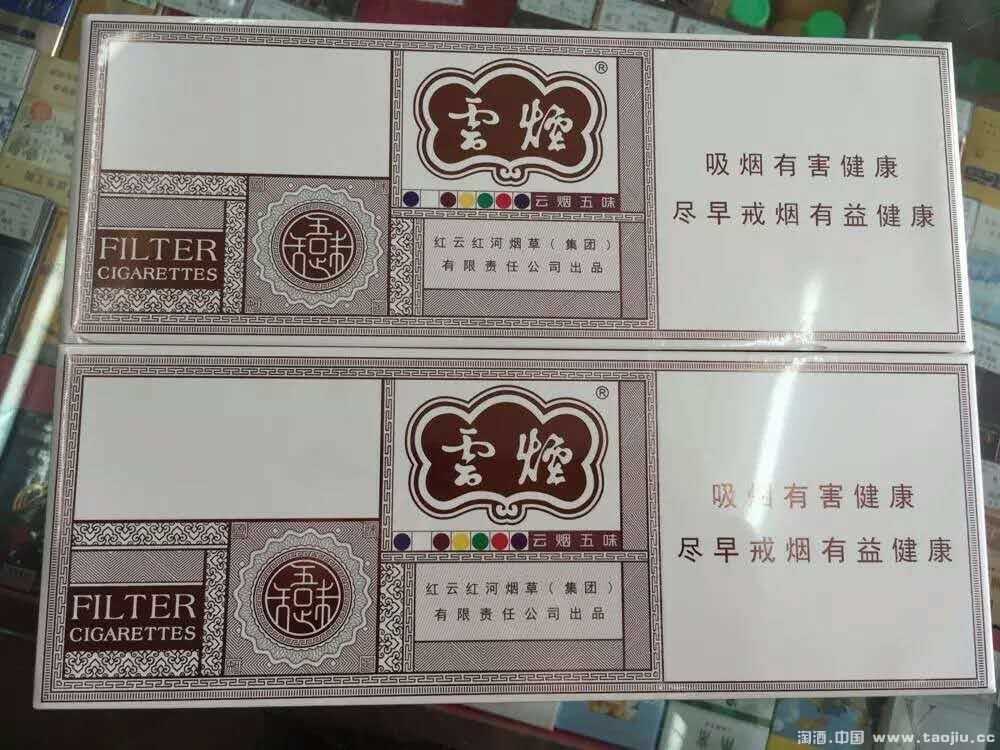 雲煙
®
云烟五味
吸烟有害健康
尽早戒烟有益健康
FILTER
CIGARETTES
红云红河烟草（集团）
有限责任公司出品
雲煙
®
云烟五味
吸烟有害健康
尽早戒烟有益健康
FILTER
CIGARETTES
红云红河烟草（集团）
有限责任公司出品
淘酒.中国 www.taojiu.cc